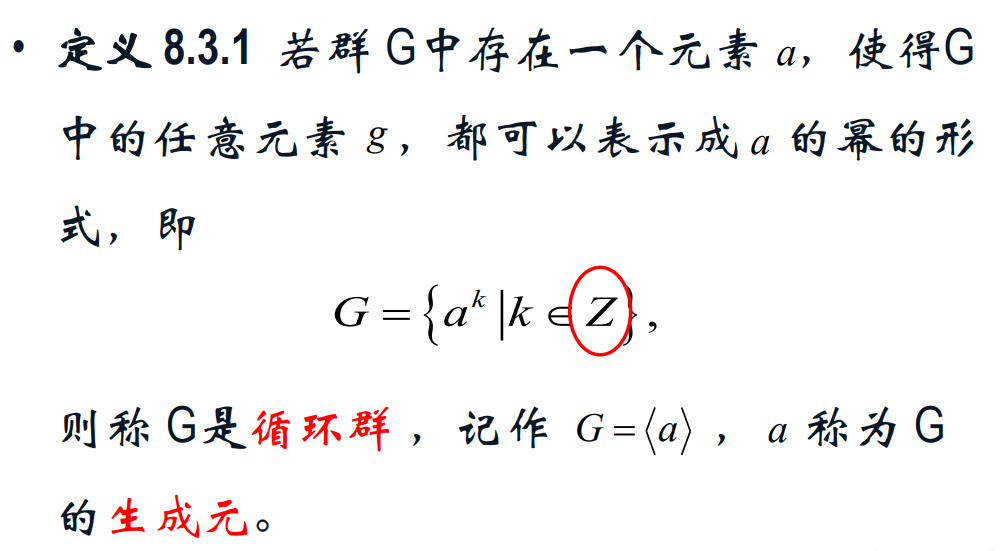 • 定义 8.3.1 若群 G中存在一个元素 a，使得G
中的任意元素 g，都可以表示成 a 的幂的形
式，即
G = {a^k | k ∈ Z},
则称 G是循环群，记作 G = ⟨a⟩，a 称为 G
的生成元。